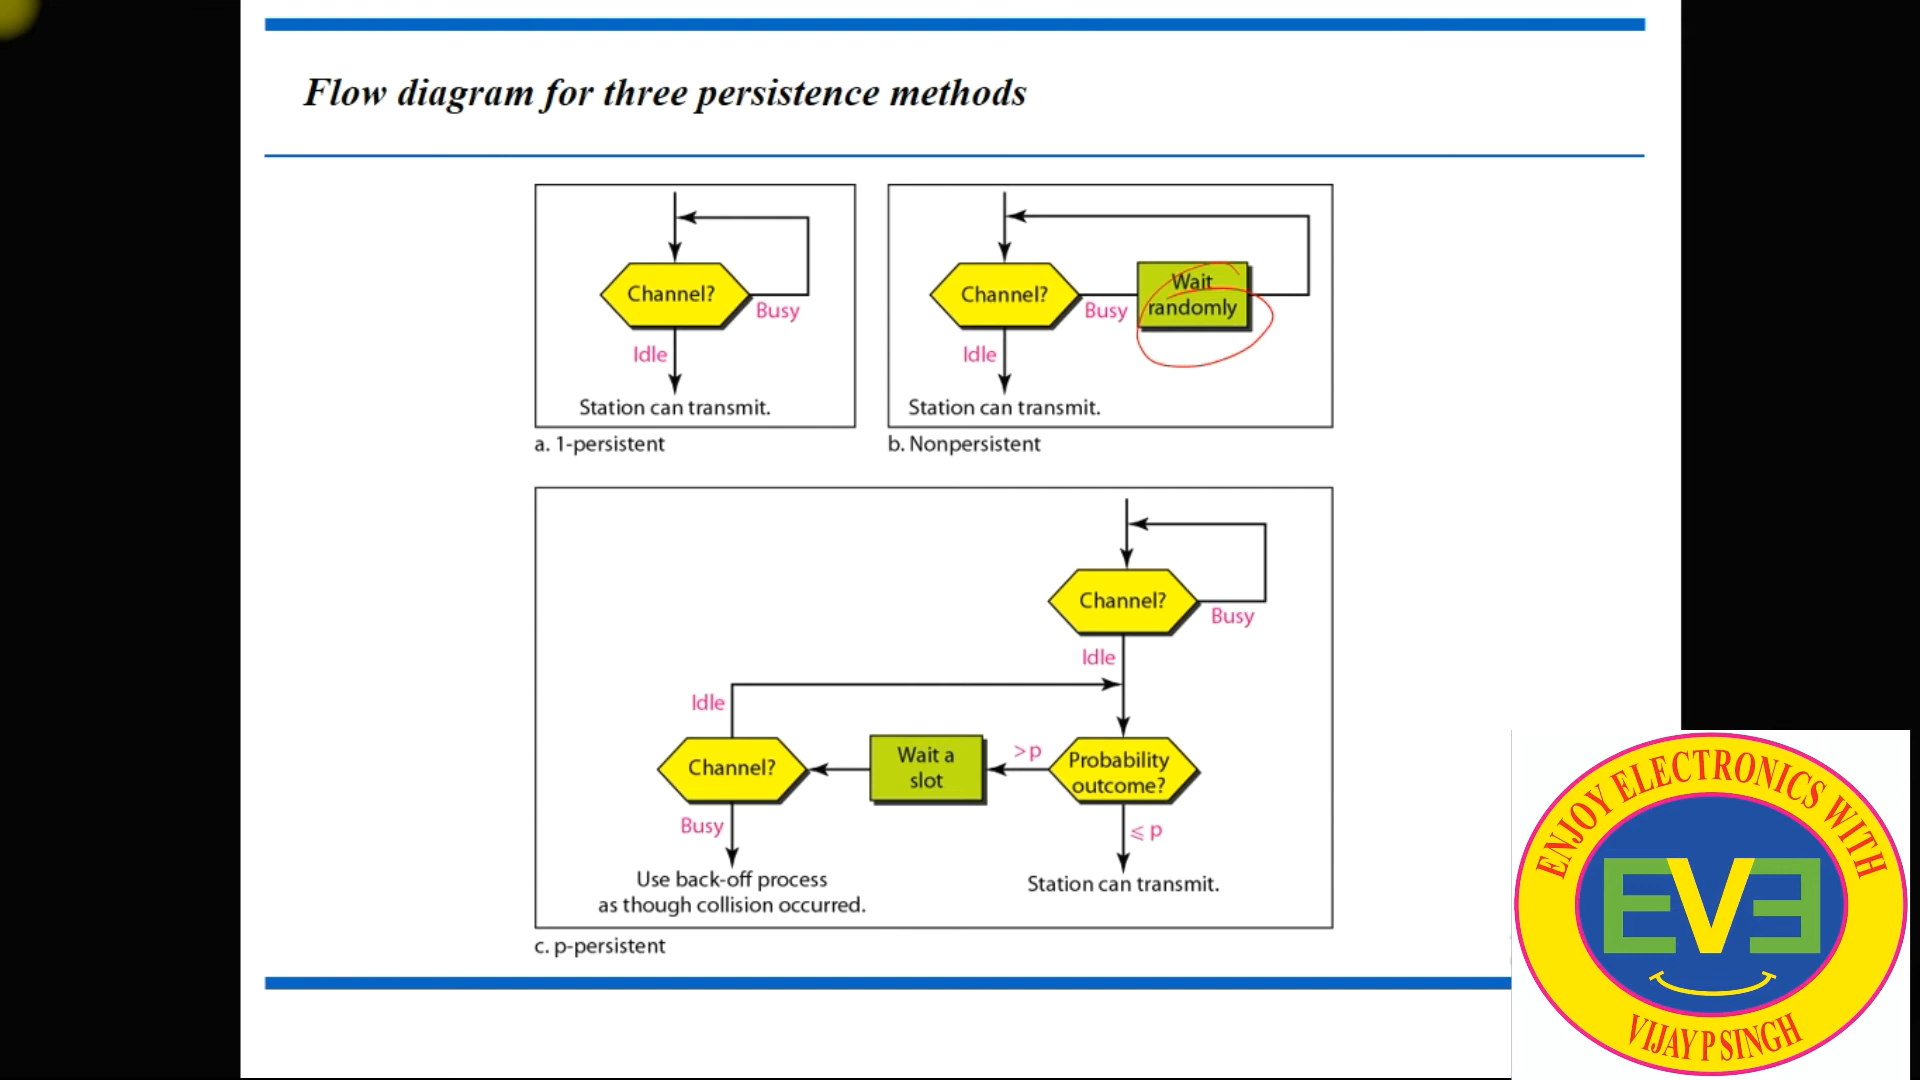 Flow diagram for three persistence methods
Channel?
Busy
Idle
Station can transmit.
a. 1-persistent
Channel?
Busy
Wait
randomly
Idle
Station can transmit.
b. Nonpersistent
Channel?
Busy
Idle
Idle
Channel?
Wait a
slot
>p
Probability
outcome?
Busy
≤ p
Use back-off process
as though collision occurred.
Station can transmit.
c. p-persistent
ENJOY ELECTRONICS WITH
EVE
VIJAY P SINGH